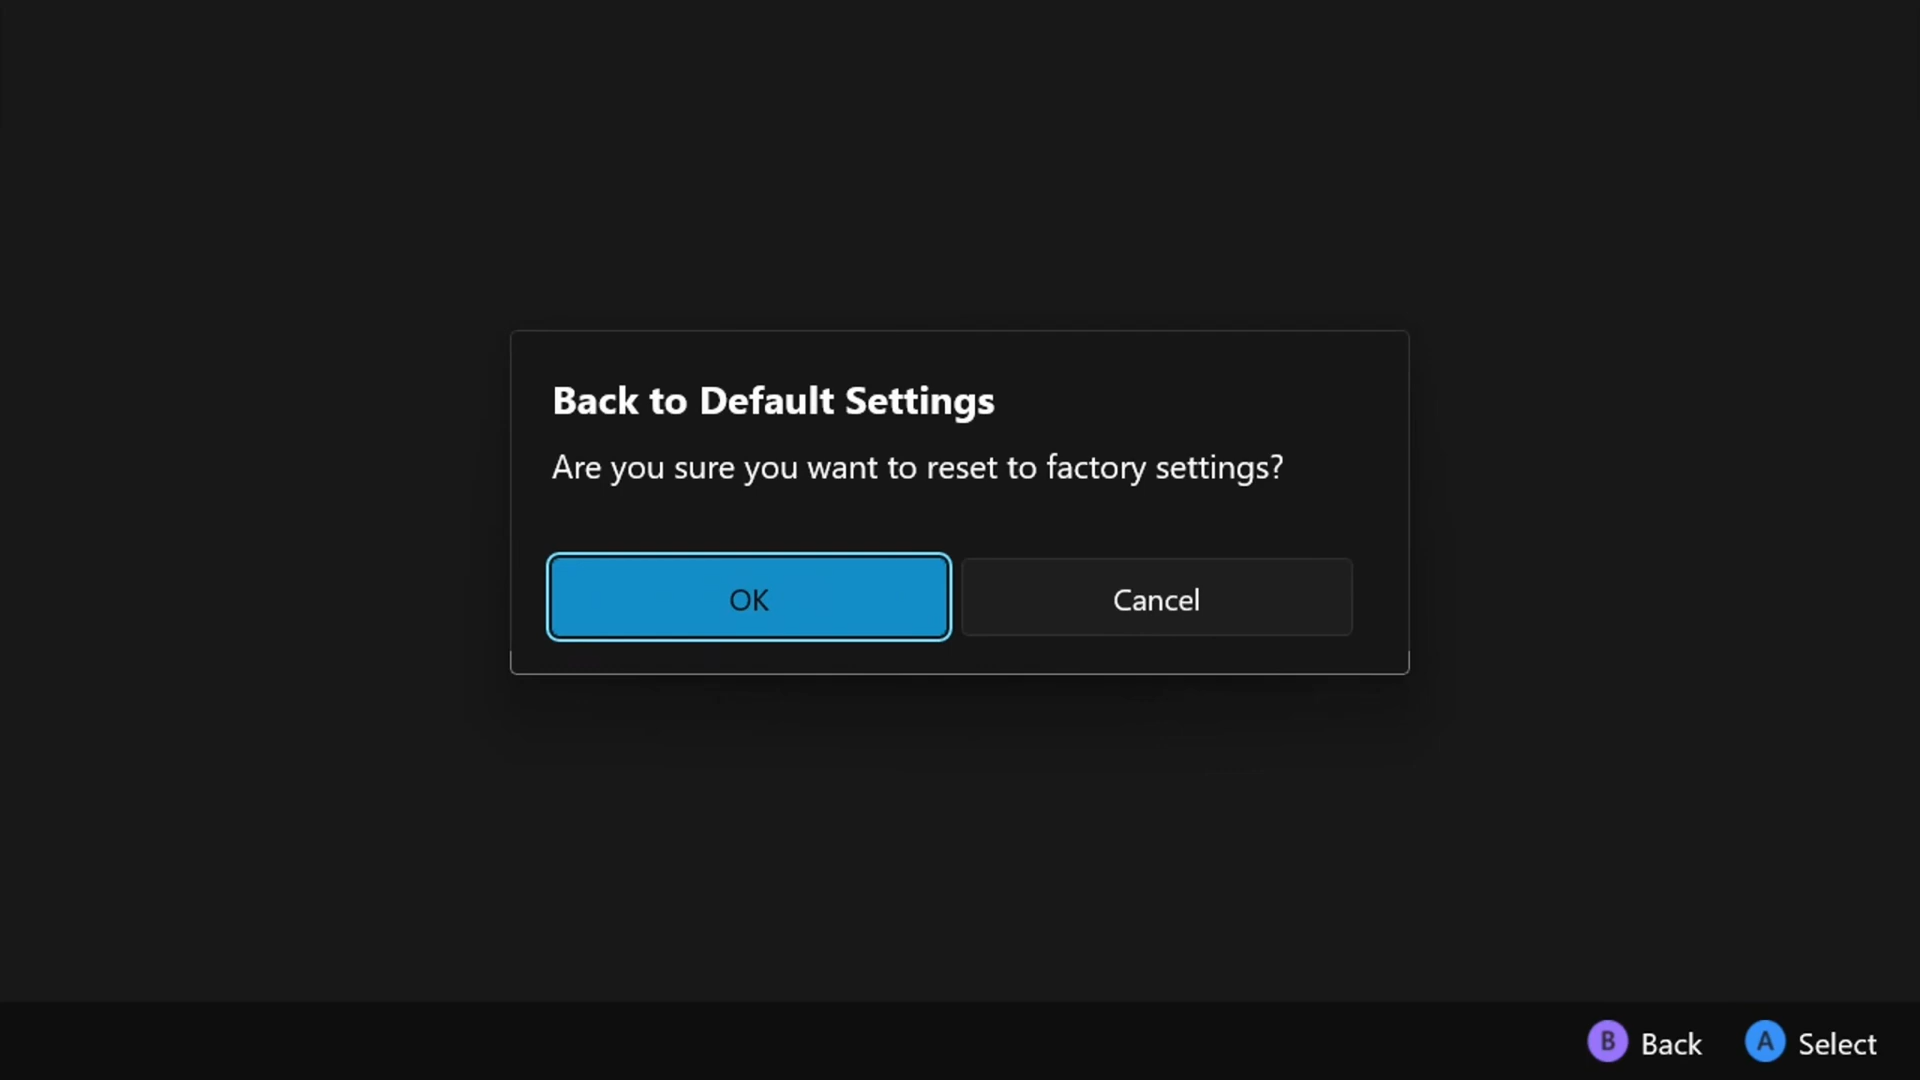 Back to Default Settings
Are you sure you want to reset to factory settings?
OK Cancel
B Back A Select